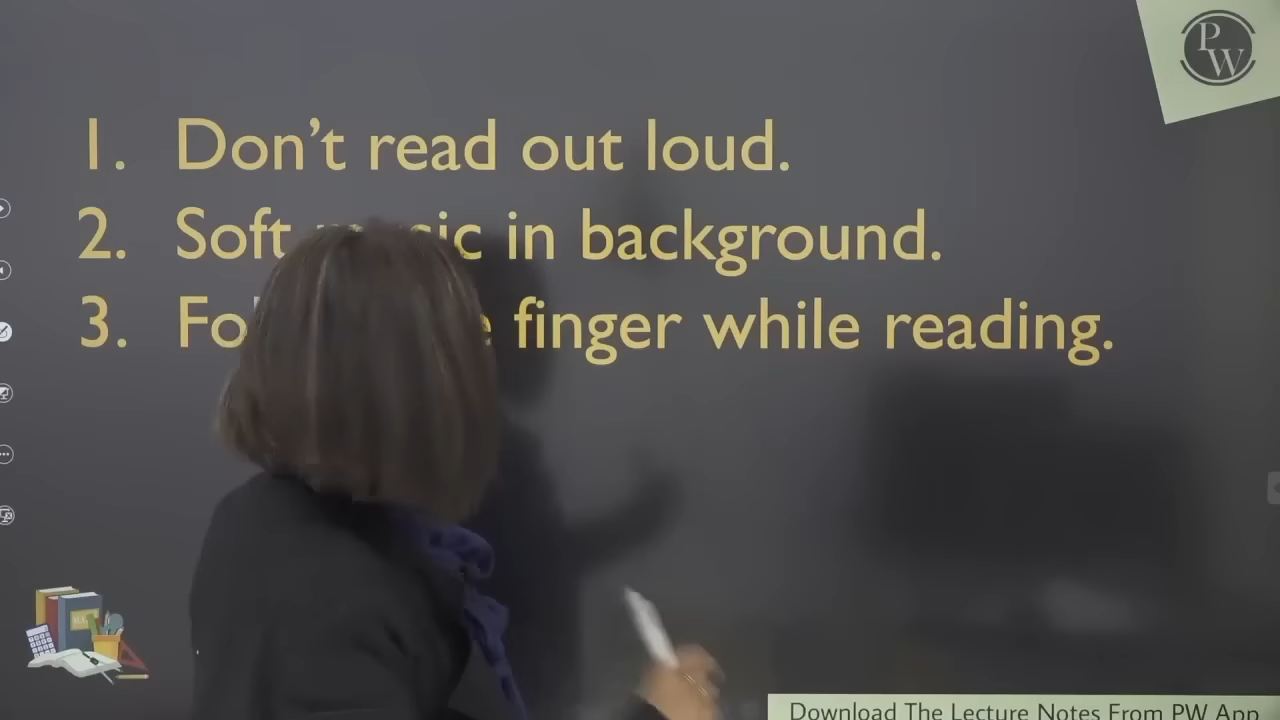 PW
1. Don't read out loud.
2. Soft in background.
3. finger while reading.
Download The Lecture Notes From PW App